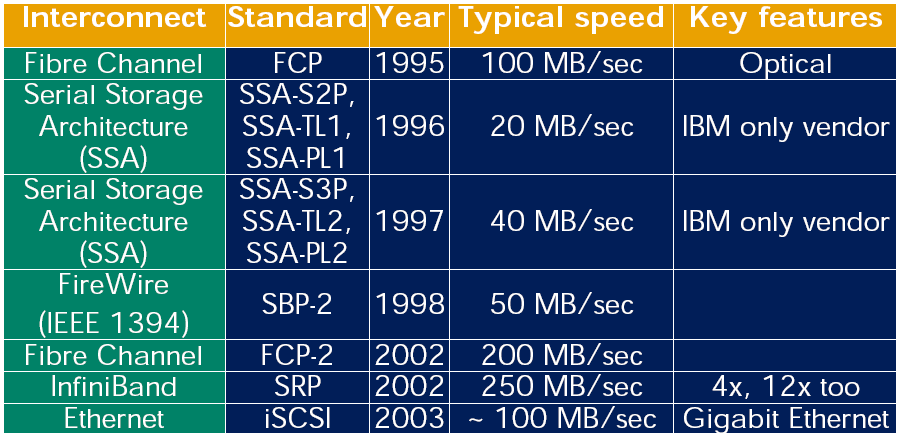 Interconnect Standard Year Typical speed Key features
Fibre Channel FCP 1995 100 MB/sec Optical
Serial Storage
Architecture
(SSA)
SSA-S2P,
SSA-TL1,
SSA-PL1
1996 20 MB/sec IBM only vendor
Serial Storage
Architecture
(SSA)
SSA-S3P,
SSA-TL2,
SSA-PL2
1997 40 MB/sec IBM only vendor
FireWire
(IEEE 1394)
SBP-2 1998 50 MB/sec
Fibre Channel FCP-2 2002 200 MB/sec
InfiniBand SRP 2002 250 MB/sec 4x, 12x too
Ethernet iSCSI 2003 ~ 100 MB/sec Gigabit Ethernet